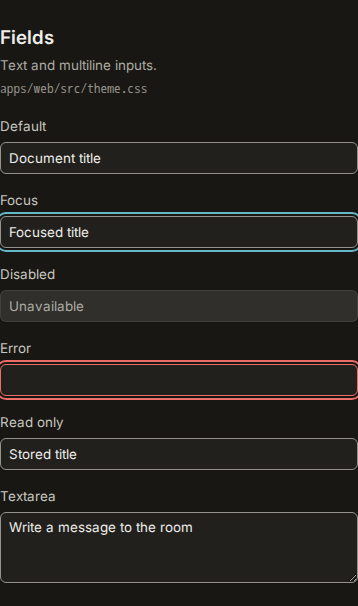 Fields
Text and multiline inputs.
apps/web/src/theme.css
Default
Document title
Focus
Focused title
Disabled
Unavailable
Error
Read only
Stored title
Textarea
Write a message to the room